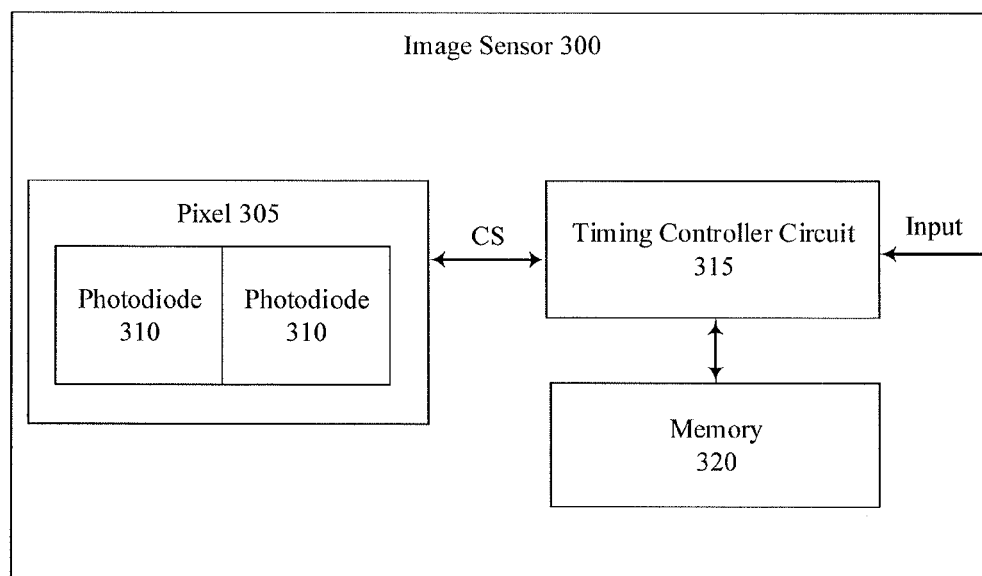 Image Sensor 300
Pixel 305
Photodiode
310
Photodiode
310
CS
Timing Controller Circuit
315
Input
Memory
320